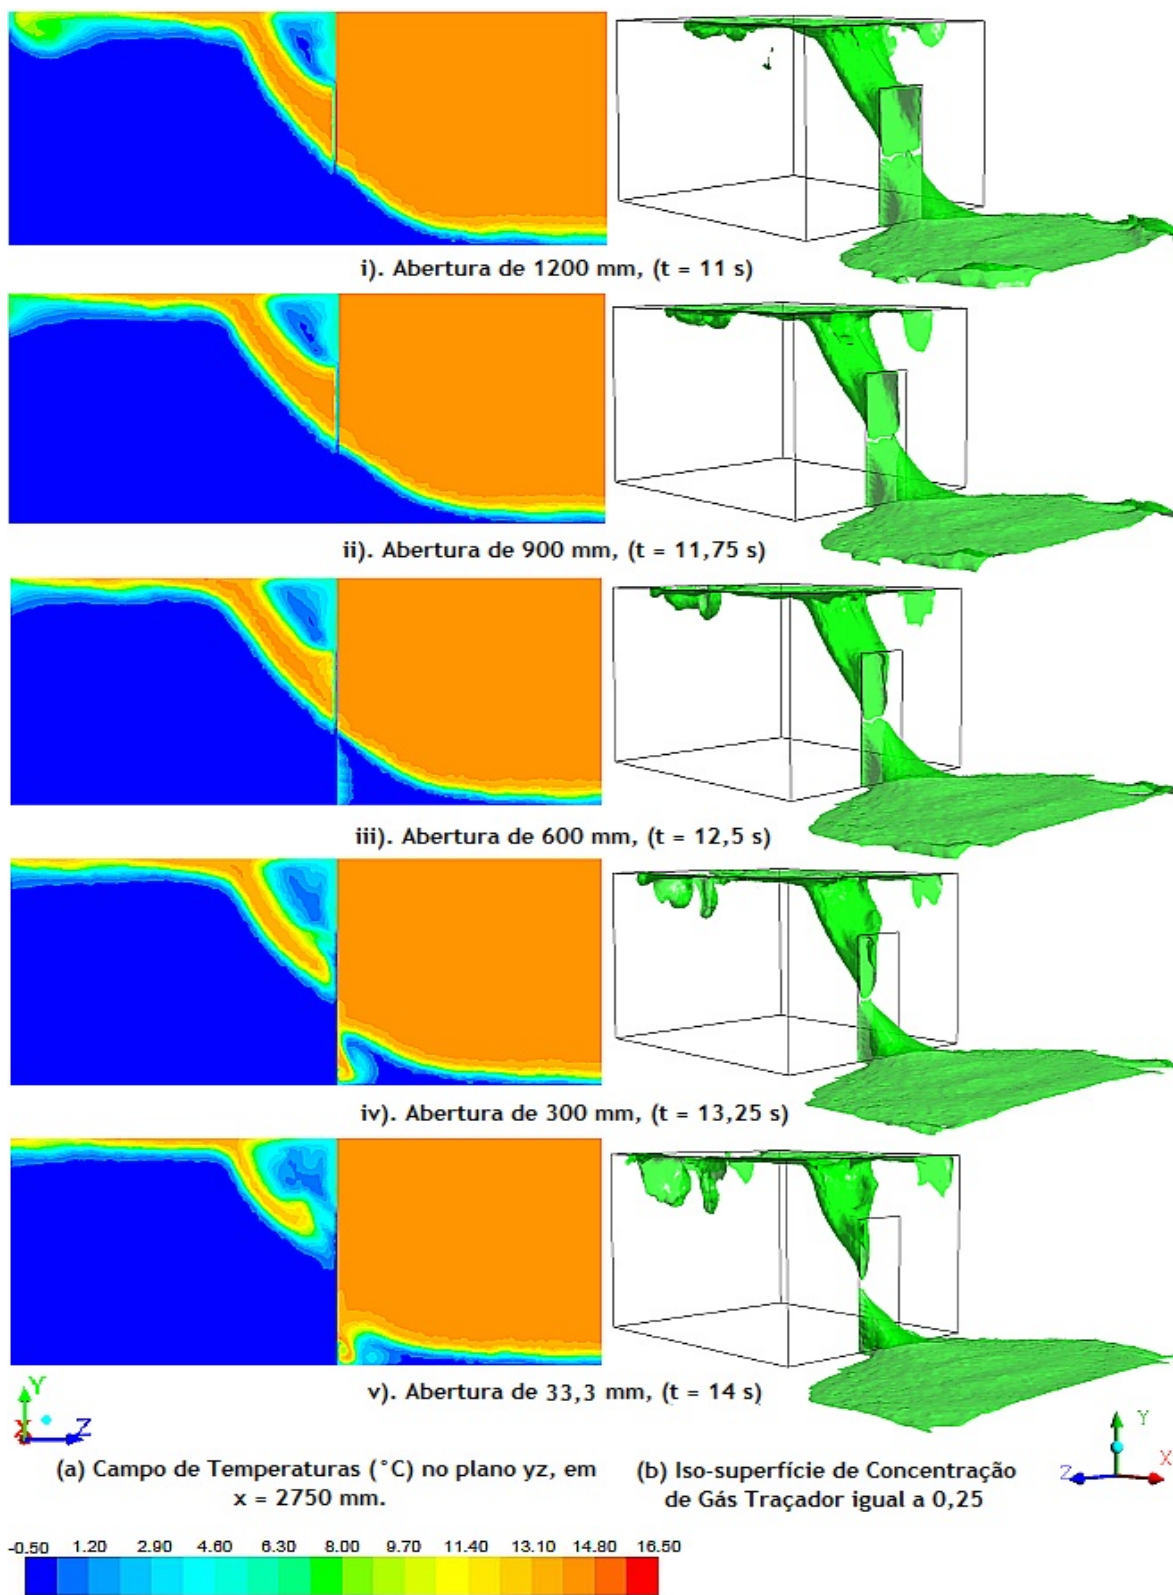 i). Abertura de 1200 mm, (t = 11 s)
ii). Abertura de 900 mm, (t = 11,75 s)
iii). Abertura de 600 mm, (t = 12,5 s)
iv). Abertura de 300 mm, (t = 13,25 s)
v). Abertura de 33,3 mm, (t = 14 s)
Y
X
Z
(a) Campo de Temperaturas (°C) no plano yz, em
x = 2750 mm.
(b) Iso-superfície de Concentração
de Gás Traçador igual a 0,25
Y
Z
X
-0.50 1.20 2.90 4.60 6.30 8.00 9.70 11.40 13.10 14.80 16.50